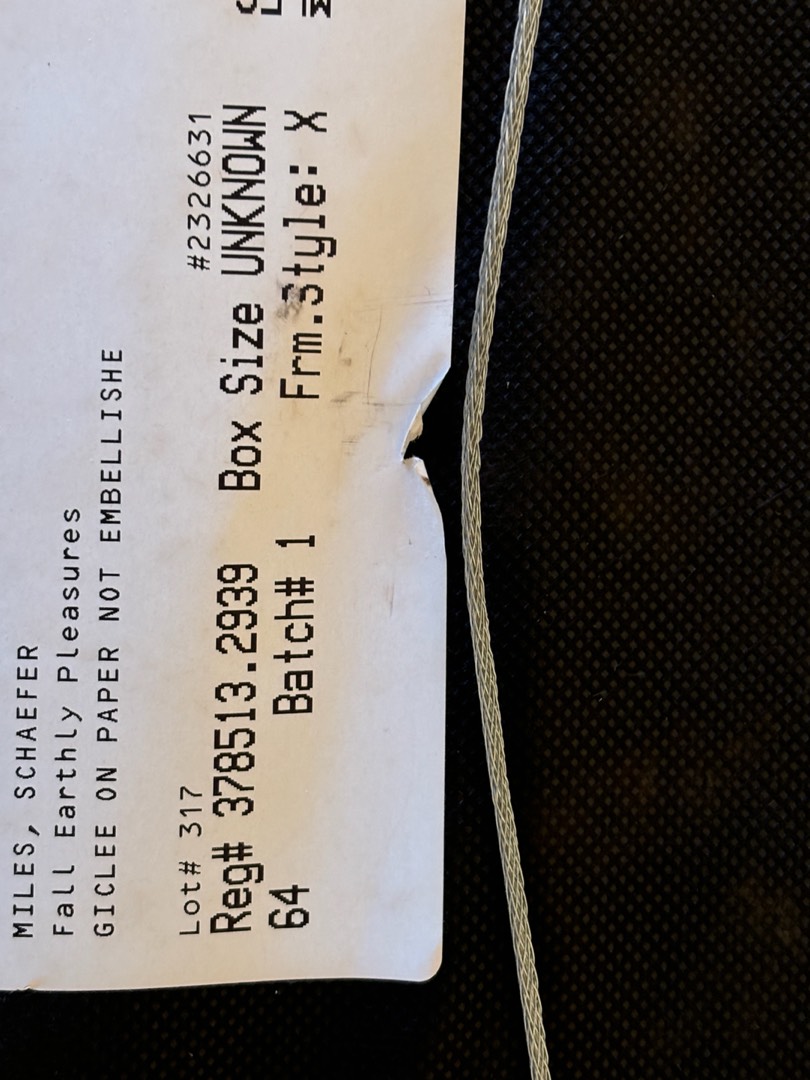 MILES, SCHAEFER
Fall Earthly Pleasures
GICLEE ON PAPER NOT EMBELLISHE
Lot# 317 #2326631
Reg# 378513.2939 Box Size UNKNOWN
64 Batch# 1 Frm.Style: X